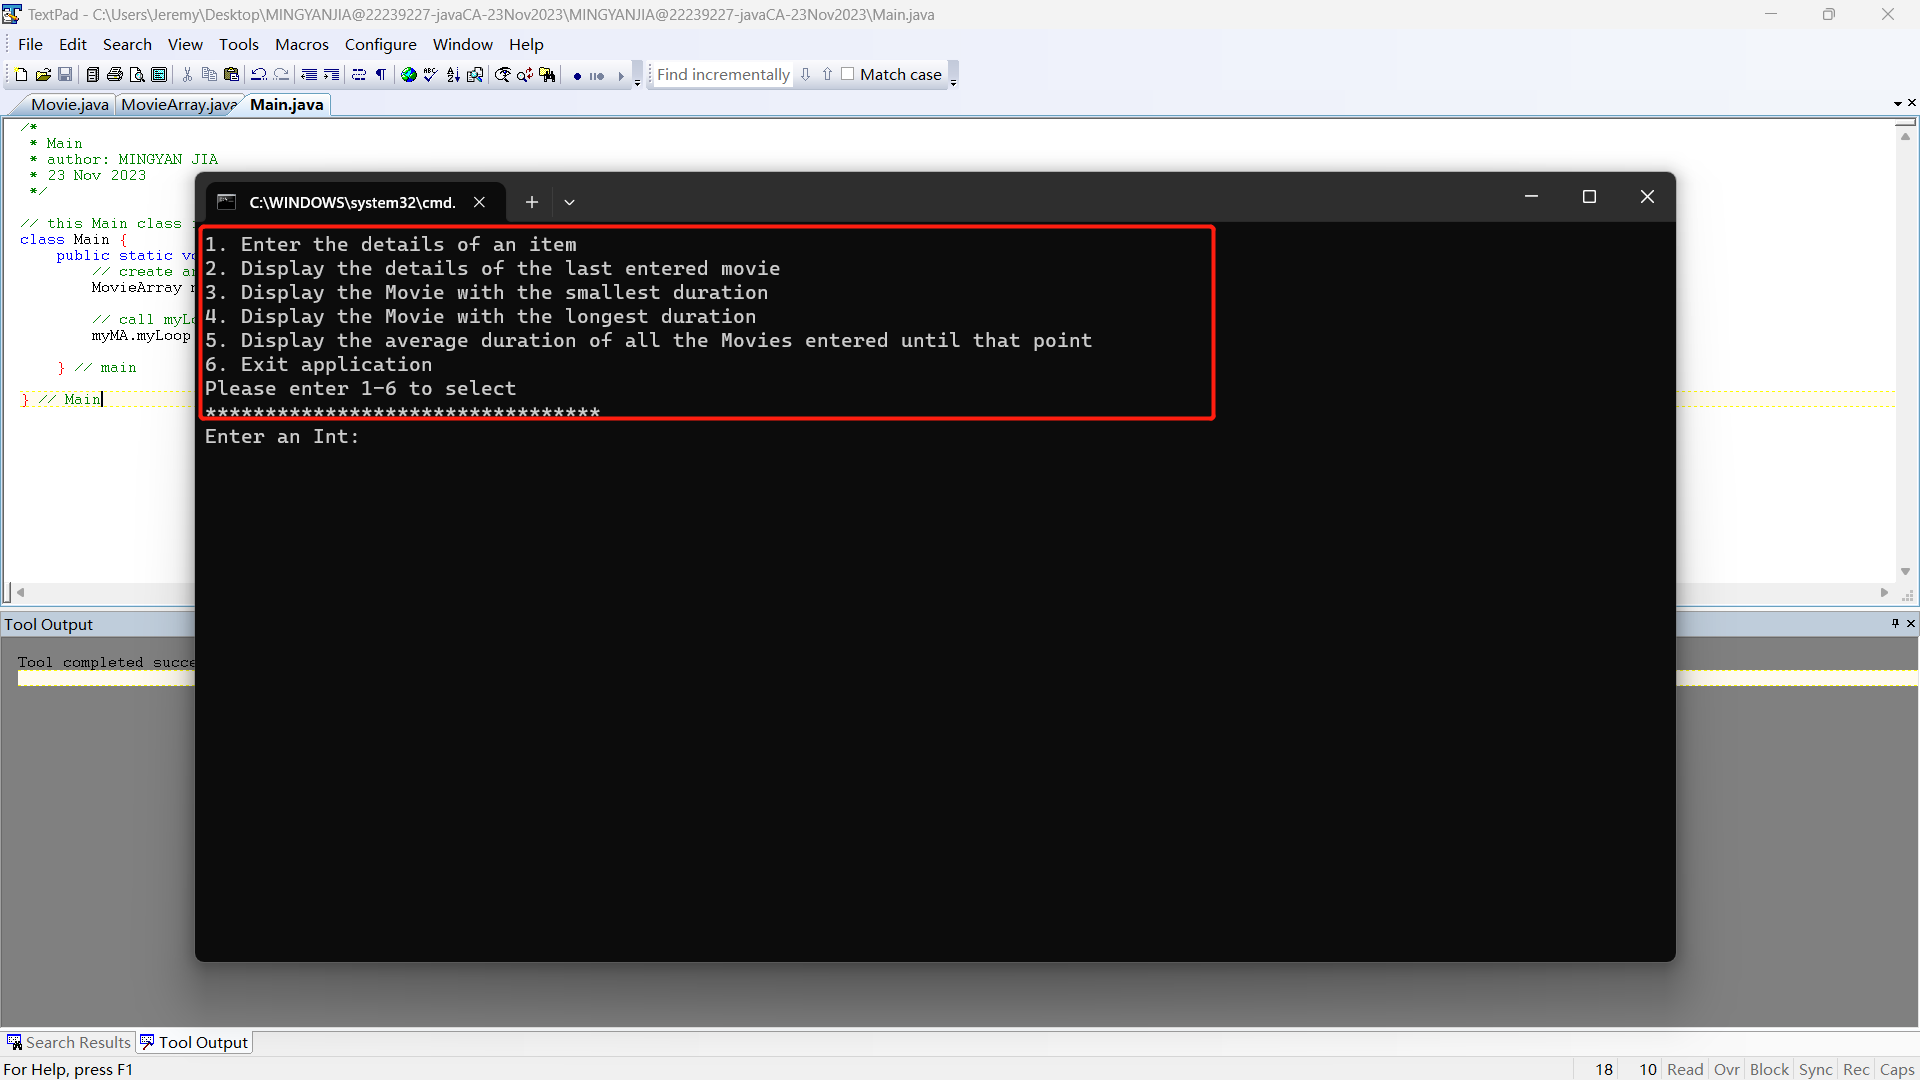 TextPad - C:\Users\Jeremy\Desktop\MINGYANJIA@22239227-javaCA-23Nov2023\MINGYANJIA@22239227-javaCA-23Nov2023\Main.java
File Edit Search View Tools Macros Configure Window Help
Find incrementally Match case
Movie.java MovieArray.java Main.java
/*
* Main
* author: MINGYAN JIA
* 23 Nov 2023
*/
// this Main class
class Main {
public static
// create
MovieArray
// call
myMA.myLoop
} // main
} // Main
C:\WINDOWS\system32\cmd.
1. Enter the details of an item
2. Display the details of the last entered movie
3. Display the Movie with the smallest duration
4. Display the Movie with the longest duration
5. Display the average duration of all the Movies entered until that point
6. Exit application
Please enter 1-6 to select
*********************************
Enter an Int:
Tool Output
Tool completed
Search Results Tool Output
For Help, press F1
18 10 Read Ovr Block Sync Rec Caps